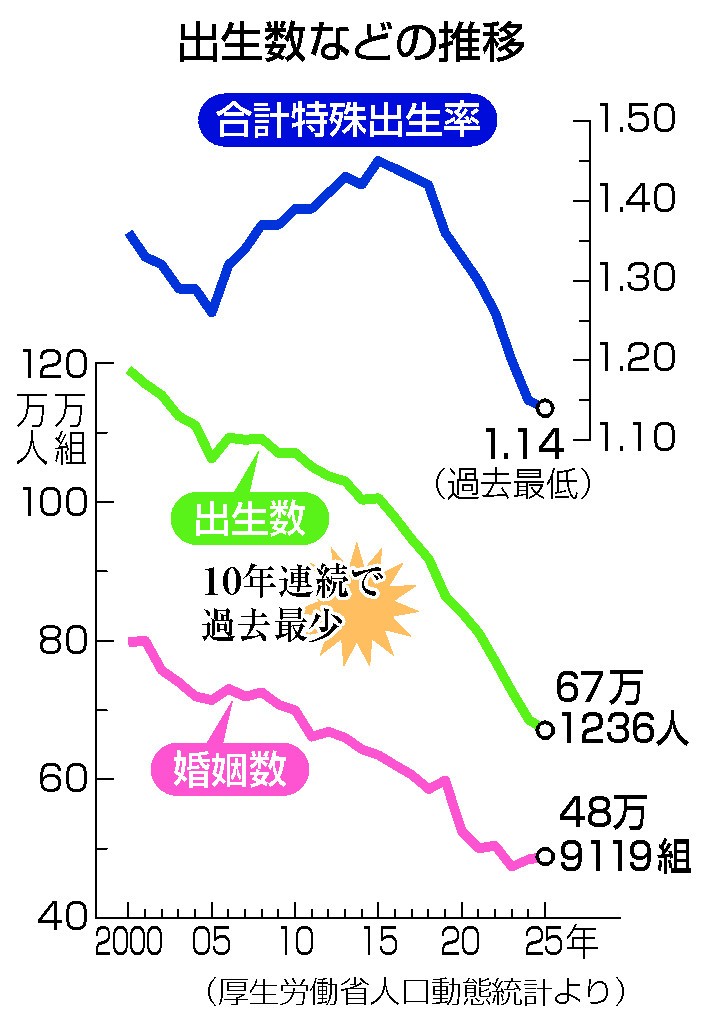 出生数などの推移
合計特殊出生率
1.50
1.40
1.30
1.20
1.10
1.14
(過去最低)
120
万人
万組
100
80
60
40
出生数
10年連続で
過去最少
67万
1236人
婚姻数
48万
9119組
2000 05 10 15 20 25年
(厚生労働省人口動態統計より)